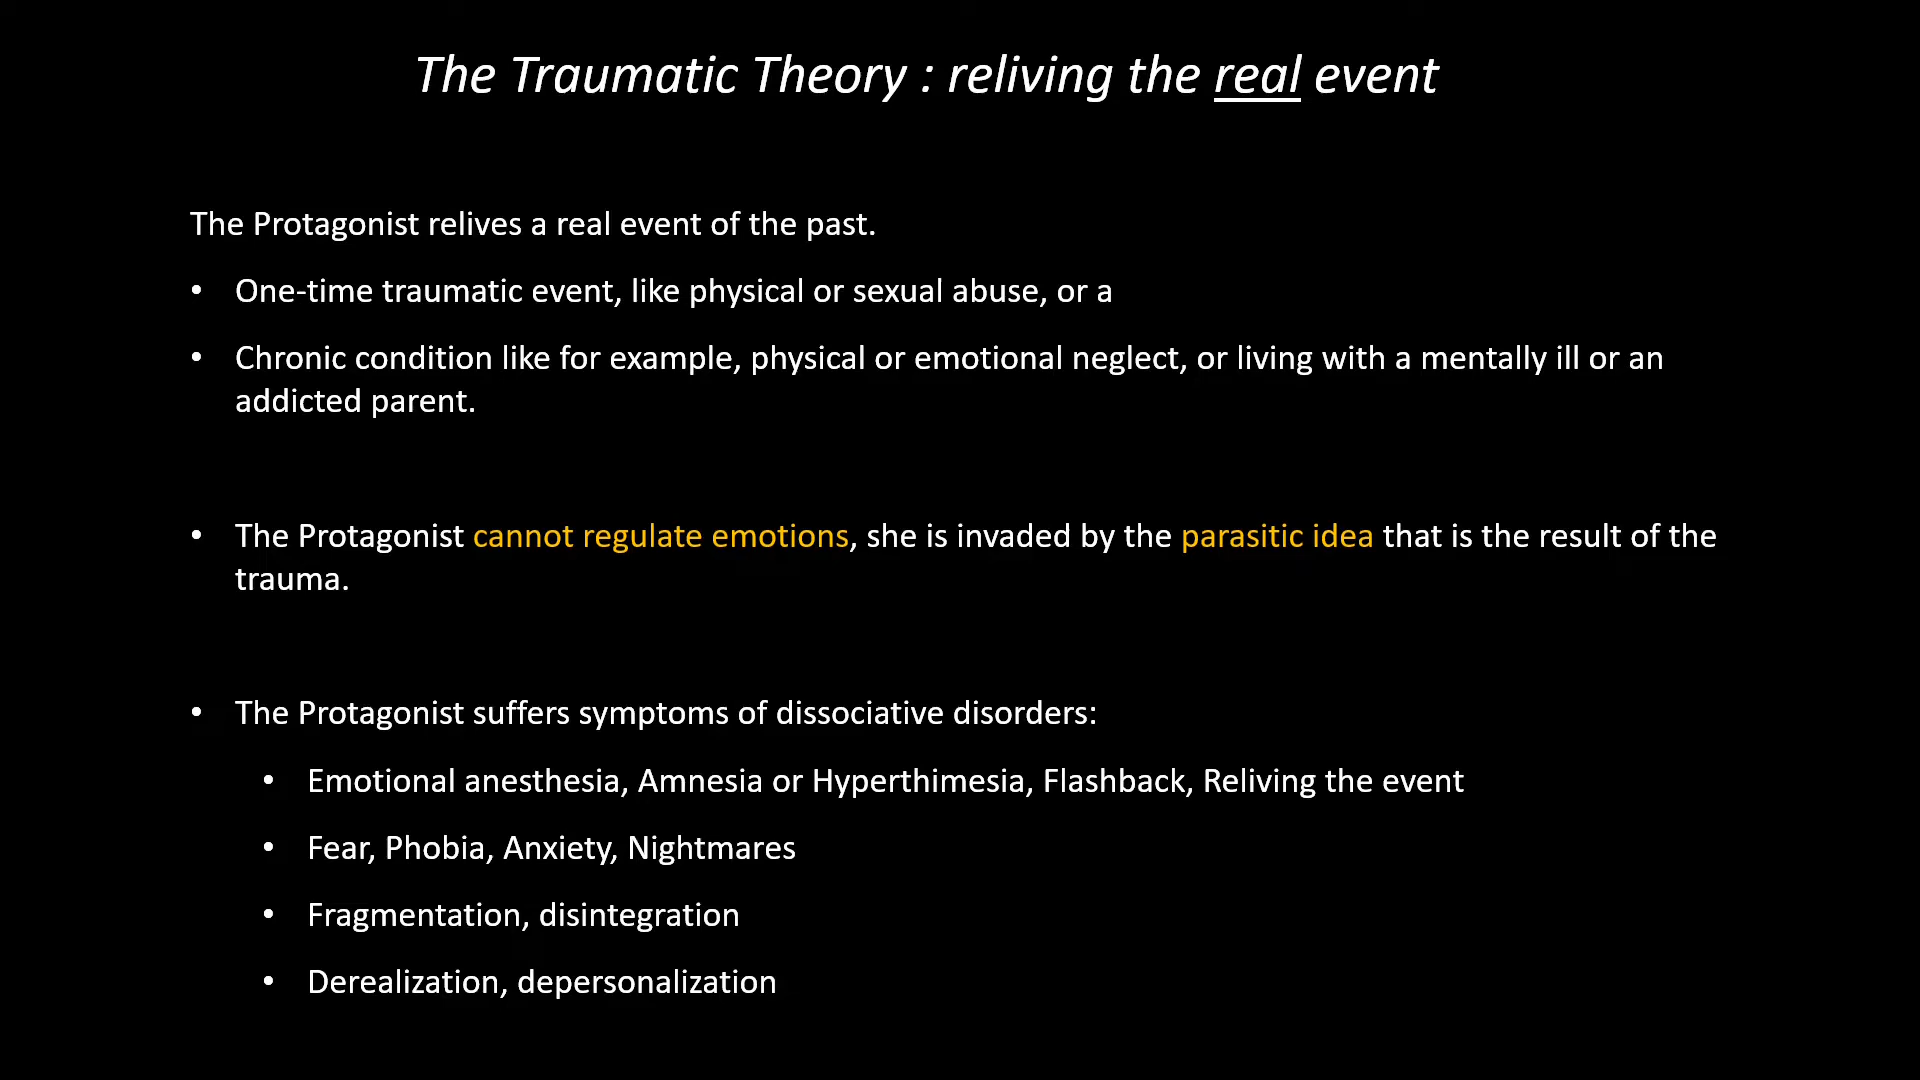 The Traumatic Theory : reliving the real event
The Protagonist relives a real event of the past.
• One-time traumatic event, like physical or sexual abuse, or a
• Chronic condition like for example, physical or emotional neglect, or living with a mentally ill or an
addicted parent.
• The Protagonist cannot regulate emotions, she is invaded by the parasitic idea that is the result of the
trauma.
• The Protagonist suffers symptoms of dissociative disorders:
• Emotional anesthesia, Amnesia or Hyperthimesia, Flashback, Reliving the event
• Fear, Phobia, Anxiety, Nightmares
• Fragmentation, disintegration
• Derealization, depersonalization